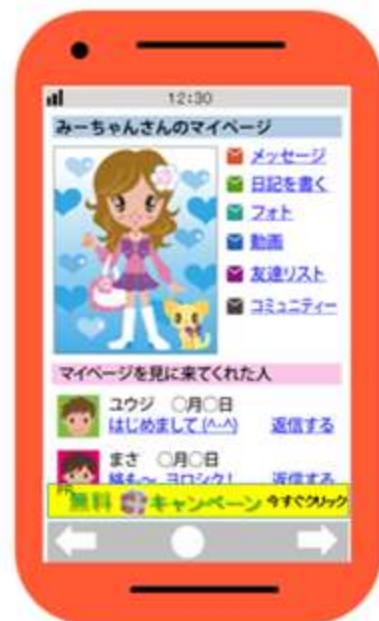 12:30
みーちゃんさんのマイページ
メッセージ
日記を書く
フォト
動画
友達リスト
コミュニティー
マイページを見に来てくれた人
ユウジ ○月○日
はじめまして(^-^) 返信する
まさ ○月○日
絡も～ ヨロシク! 返信する
無料 キャンペーン 今すぐクリック